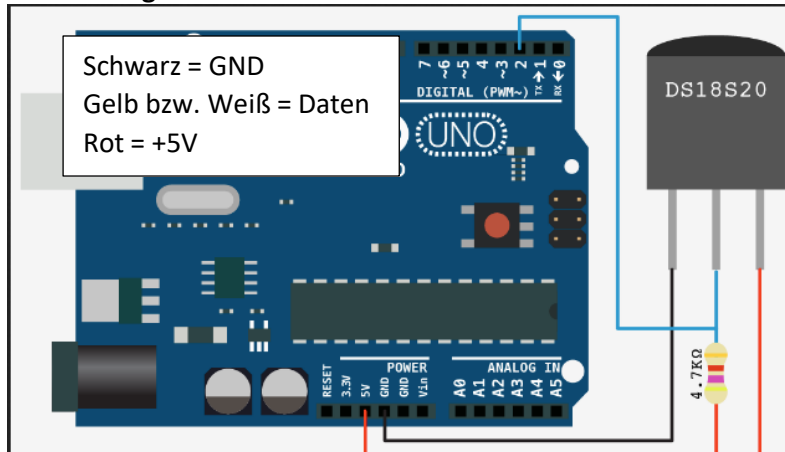 Schwarz = GND
Gelb bzw. Weiß = Daten
Rot = +5V
7
~6
~5
4
~3
2
TX→1
RX←0
DIGITAL (PWM~)
UNO
DS18S20
4.7KΩ
POWER
ANALOG IN
RESET
3.3V
5V
GND
GND
Vin
A0
A1
A2
A3
A4
A5